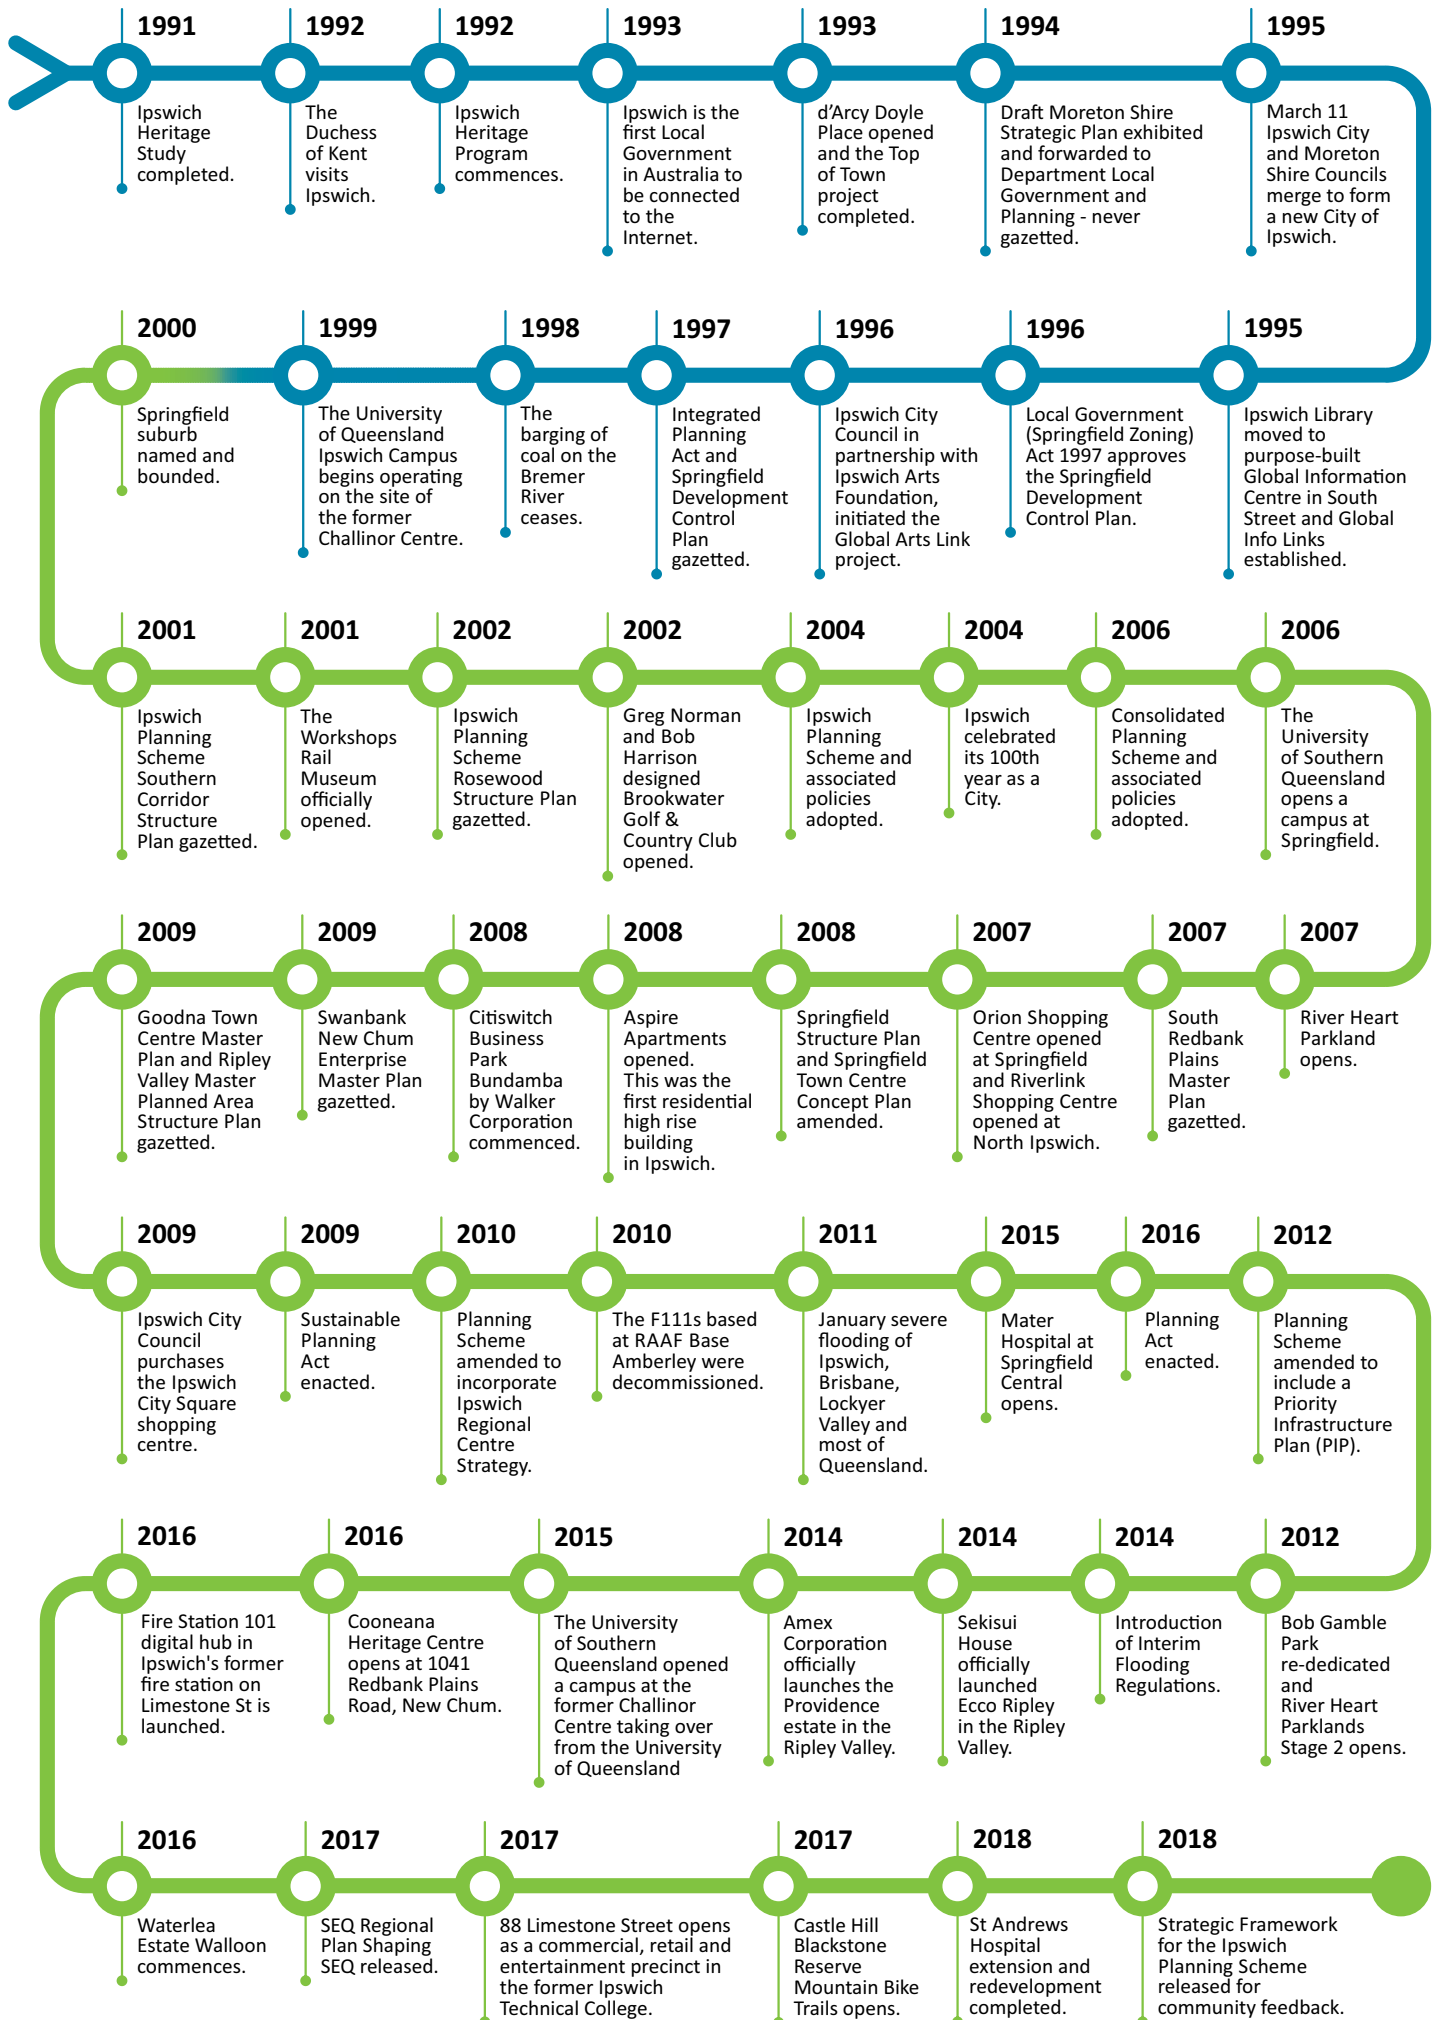 1991
Ipswich
Heritage
Study
completed.
1992
The
Duchess
of Kent
visits
Ipswich.
1992
Ipswich
Heritage
Program
commences.
1993
Ipswich is the
first Local
Government
in Australia to
be connected
to the
Internet.
1993
d'Arcy Doyle
Place opened
and the Top
of Town
project
completed.
1994
Draft Moreton Shire
Strategic Plan exhibited
and forwarded to
Department Local
Government and
Planning - never
gazetted.
1995
March 11
Ipswich City
and Moreton
Shire Councils
merge to form
a new City of
Ipswich.
2000
Springfield
suburb
named and
bounded.
1999
The University
of Queensland
Ipswich Campus
begins operating
on the site of
the former
Challinor Centre.
1998
The
barging of
coal on the
Bremer
River
ceases.
1997
Integrated
Planning
Act and
Springfield
Development
Control
Plan
gazetted.
1996
Ipswich City
Council in
partnership with
Ipswich Arts
Foundation,
initiated the
Global Arts Link
project.
1996
Local Government
(Springfield Zoning)
Act 1997 approves
the Springfield
Development
Control Plan.
1995
Ipswich Library
moved to
purpose-built
Global Information
Centre in South
Street and Global
Info Links
established.
2001
Ipswich
Planning
Scheme
Southern
Corridor
Structure
Plan gazetted.
2001
The
Workshops
Rail
Museum
officially
opened.
2002
Ipswich
Planning
Scheme
Rosewood
Structure Plan
gazetted.
2002
Greg Norman
and Bob
Harrison
designed
Brookwater
Golf &
Country Club
opened.
2004
Ipswich
Planning
Scheme and
associated
policies
adopted.
2004
Ipswich
celebrated
its 100th
year as a
City.
2006
Consolidated
Planning
Scheme and
associated
policies
adopted.
2006
The
University
of Southern
Queensland
opens a
campus at
Springfield.
2009
Goodna Town
Centre Master
Plan and Ripley
Valley Master
Planned Area
Structure Plan
gazetted.
2009
Swanbank
New Chum
Enterprise
Master Plan
gazetted.
2008
Citiswitch
Business
Park
Bundamba
by Walker
Corporation
commenced.
2008
Aspire
Apartments
opened.
This was the
first residential
high rise
building
in Ipswich.
2008
Springfield
Structure Plan
and Springfield
Town Centre
Concept Plan
amended.
2007
Orion Shopping
Centre opened
at Springfield
and Riverlink
Shopping Centre
opened at
North Ipswich.
2007
South
Redbank
Plains
Master
Plan
gazetted.
2007
River Heart
Parkland
opens.
2009
Ipswich City
Council
purchases
the Ipswich
City Square
shopping
centre.
2009
Sustainable
Planning
Act
enacted.
2010
Planning
Scheme
amended to
incorporate
Ipswich
Regional
Centre
Strategy.
2010
The F111s based
at RAAF Base
Amberley were
decommissioned.
2011
January severe
flooding of
Ipswich,
Brisbane,
Lockyer
Valley and
most of
Queensland.
2015
Mater
Hospital at
Springfield
Central
opens.
2016
Planning
Act
enacted.
2012
Planning
Scheme
amended to
include a
Priority
Infrastructure
Plan (PIP).
2016
Fire Station 101
digital hub in
Ipswich's former
fire station on
Limestone St is
launched.
2016
Cooneana
Heritage Centre
opens at 1041
Redbank Plains
Road, New Chum.
2015
The University
of Southern
Queensland opened
a campus at the
former Challinor
Centre taking over
from the University
of Queensland
2014
Amex
Corporation
officially
launches the
Providence
estate in the
Ripley Valley.
2014
Sekisui
House
officially
launched
Ecco Ripley
in the Ripley
Valley.
2014
Introduction
of Interim
Flooding
Regulations.
2012
Bob Gamble
Park
re-dedicated
and
River Heart
Parklands
Stage 2 opens.
2016
Waterlea
Estate Walloon
commences.
2017
SEQ Regional
Plan Shaping
SEQ released.
2017
88 Limestone Street opens
as a commercial, retail and
entertainment precinct in
the former Ipswich
Technical College.
2017
Castle Hill
Blackstone
Reserve
Mountain Bike
Trails opens.
2018
St Andrews
Hospital
extension and
redevelopment
completed.
2018
Strategic Framework
for the Ipswich
Planning Scheme
released for
community feedback.